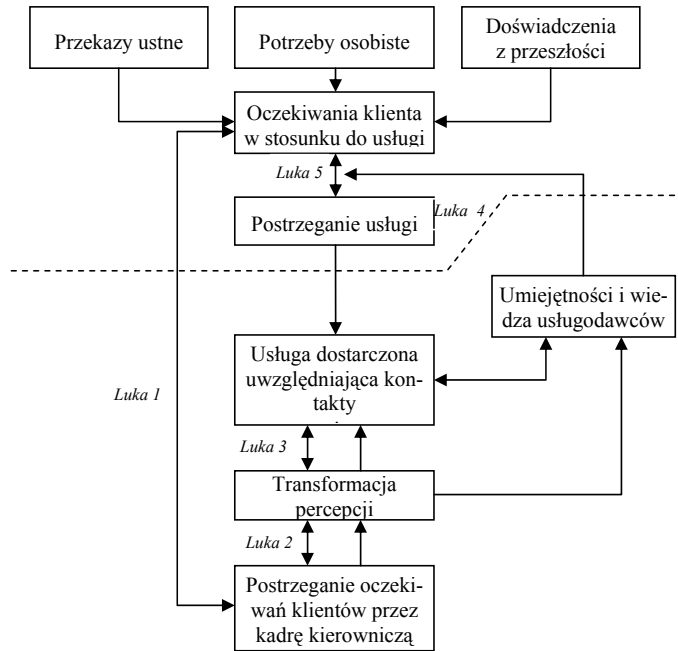 Przekazy ustne
Potrzeby osobiste
Doświadczenia
z przeszłości
Oczekiwania klienta
w stosunku do usługi
Luka 5
Postrzeganie usługi
Luka 4
Umiejętności i wie-
dza usługodawców
Usługa dostarczona
uwzględniająca kon-
takty
Luka 1
Luka 3
Transformacja
percepcji
Luka 2
Postrzeganie oczeki-
wań klientów przez
kadrę kierowniczą